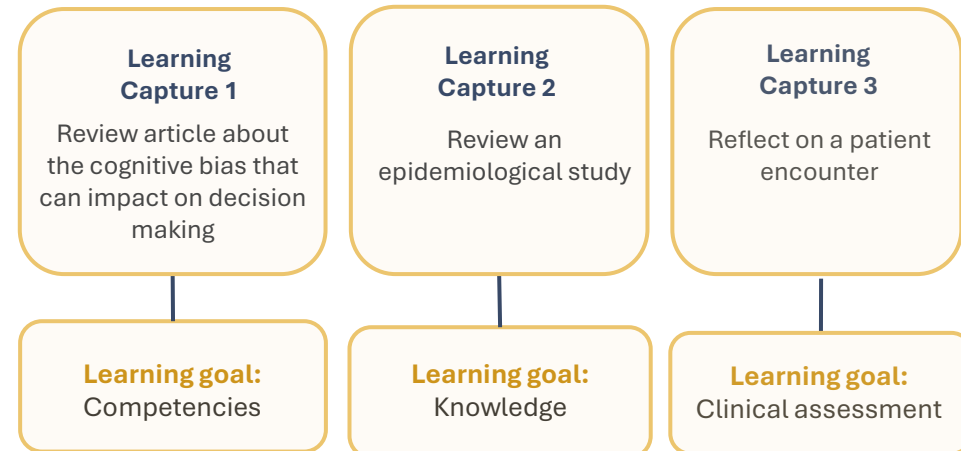 Learning
Capture 1
Review article about
the cognitive bias that
can impact on decision
making
Learning
Capture 2
Review an
epidemiological study
Learning
Capture 3
Reflect on a patient
encounter
Learning goal:
Competencies
Learning goal:
Knowledge
Learning goal:
Clinical assessment